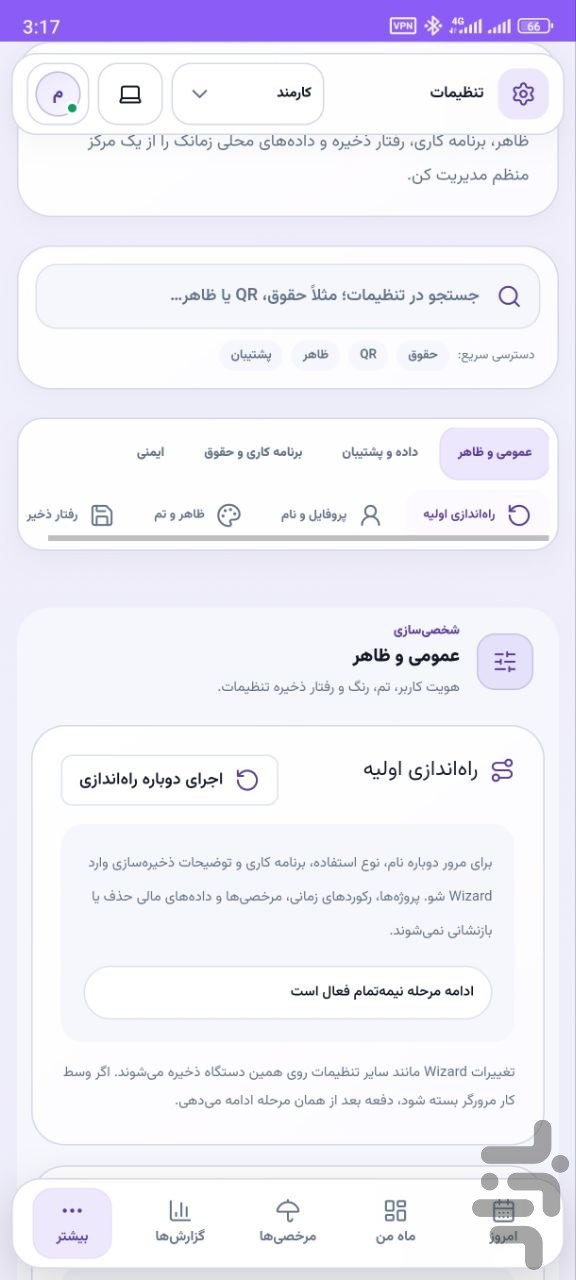 3:17
VPN 4G 66
تنظیمات
کارمند
م
ظاهر، برنامه کاری، رفتار ذخیره و داده‌های محلی زمانک را از یک مرکز
منظم مدیریت کن.
جستجو در تنظیمات؛ مثلاً حقوق، QR یا ظاهر...
دسترسی سریع: حقوق QR ظاهر پشتیبان
عمومی و ظاهر داده و پشتیبان برنامه کاری و حقوق ایمنی
راه‌اندازی اولیه پروفایل و نام ظاهر و تم رفتار ذخیر
شخصی‌سازی
عمومی و ظاهر
هویت کاربر، تم، رنگ و رفتار ذخیره تنظیمات.
راه‌اندازی اولیه
اجرای دوباره راه‌اندازی
برای مرور دوباره نام، نوع استفاده، برنامه کاری و توضیحات ذخیره‌سازی وارد
Wizard شو. پروژه‌ها، رکوردهای زمانی، مرخصی‌ها و داده‌های مالی حذف یا
بازنشانی نمی‌شوند.
ادامه مرحله نیمه‌تمام فعال است
تغییرات Wizard مانند سایر تنظیمات روی همین دستگاه ذخیره می‌شوند. اگر وسط
کار مرورگر بسته شود، دفعه بعد از همان مرحله ادامه می‌دهی.
امروز ماه من مرخصی‌ها گزارش‌ها بیشتر